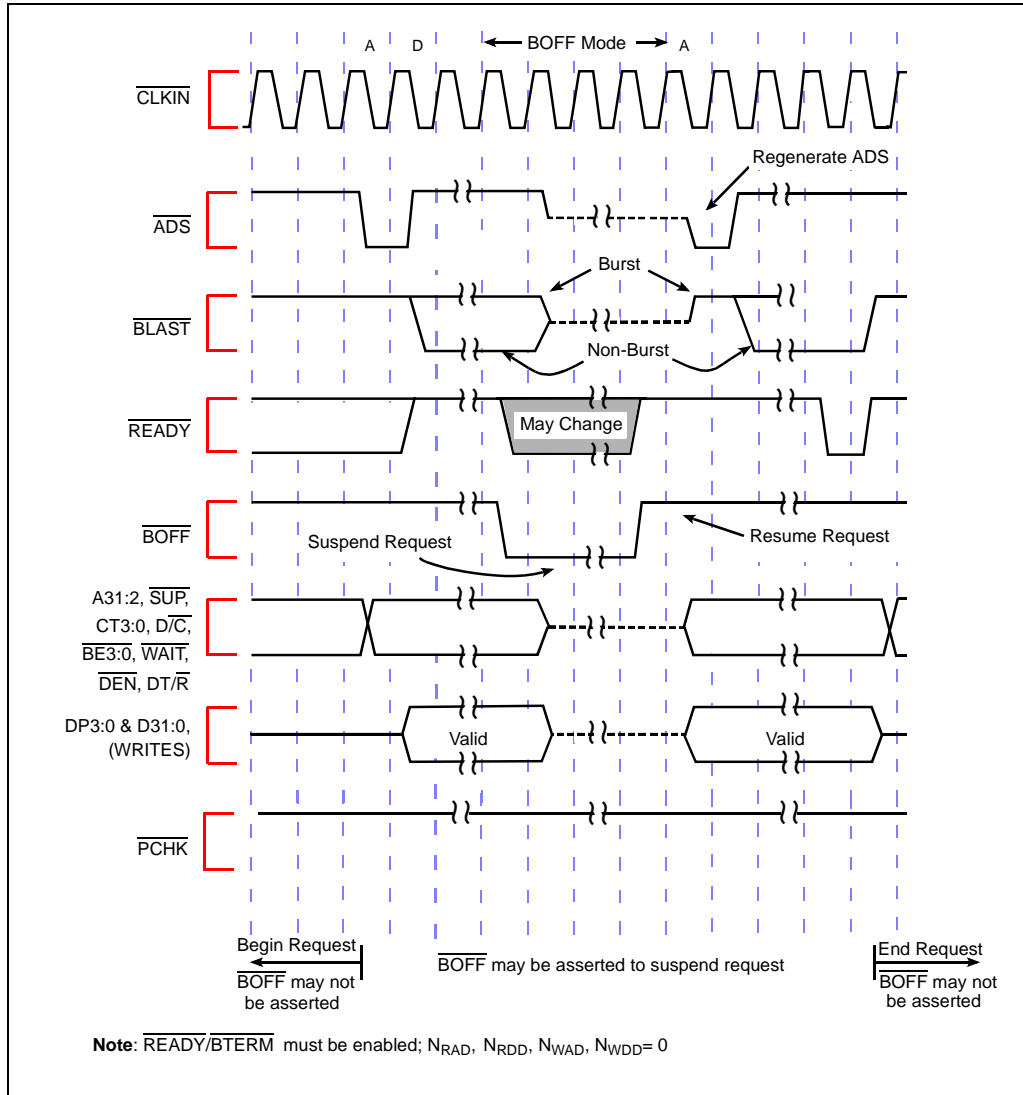 A D BOFF Mode A
CLKIN
Regenerate ADS
ADS
Burst
BLAST
Non-Burst
READY
May Change
BOFF
Suspend Request
Resume Request
A31:2, SUP,
CT3:0, D/C,
BE3:0, WAIT,
DEN, DT/R
DP3:0 & D31:0,
(WRITES)
Valid Valid
PCHK
Begin Request
BOFF may not
be asserted
BOFF may be asserted to suspend request
End Request
BOFF may not
be asserted
Note: READY/BTERM must be enabled; NRAD, NRDD, NWAD, NWDD= 0